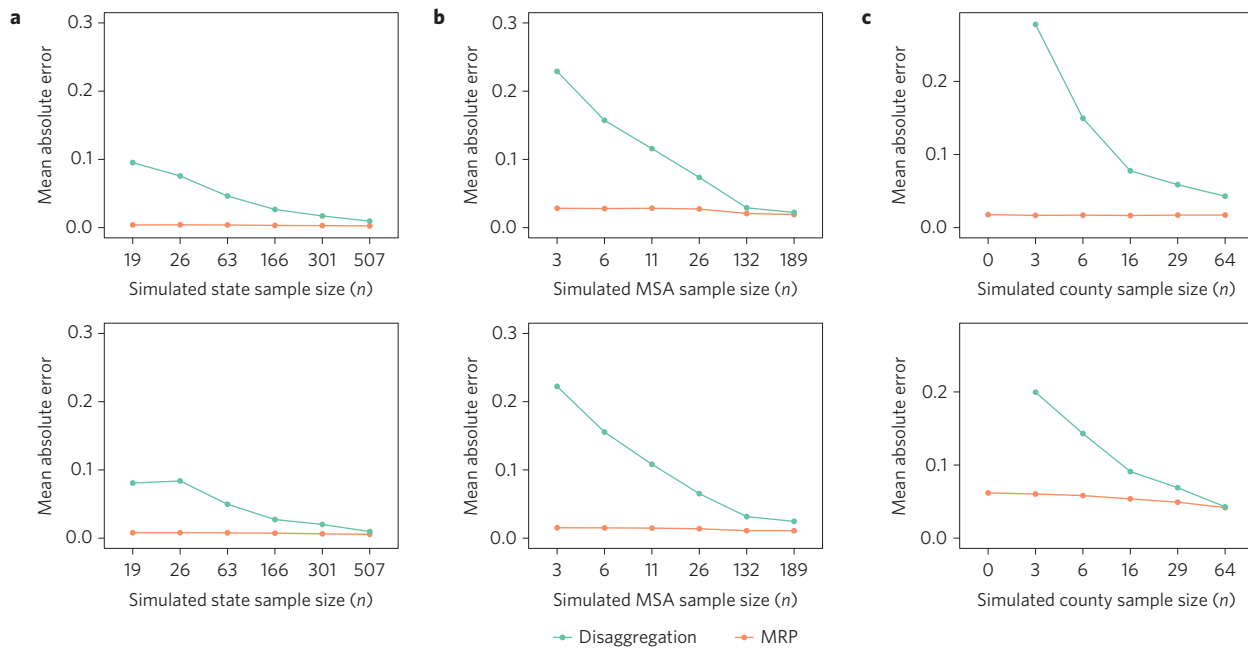 a
0.3
0.2
0.1
0.0
Mean absolute error
19 26 63 166 301 507
Simulated state sample size (n)
b
0.3
0.2
0.1
0.0
Mean absolute error
3 6 11 26 132 189
Simulated MSA sample size (n)
c
0.2
0.1
0.0
Mean absolute error
0 3 6 16 29 64
Simulated county sample size (n)
0.3
0.2
0.1
0.0
Mean absolute error
19 26 63 166 301 507
Simulated state sample size (n)
0.3
0.2
0.1
0.0
Mean absolute error
3 6 11 26 132 189
Simulated MSA sample size (n)
0.2
0.1
0.0
Mean absolute error
0 3 6 16 29 64
Simulated county sample size (n)
Disaggregation MRP